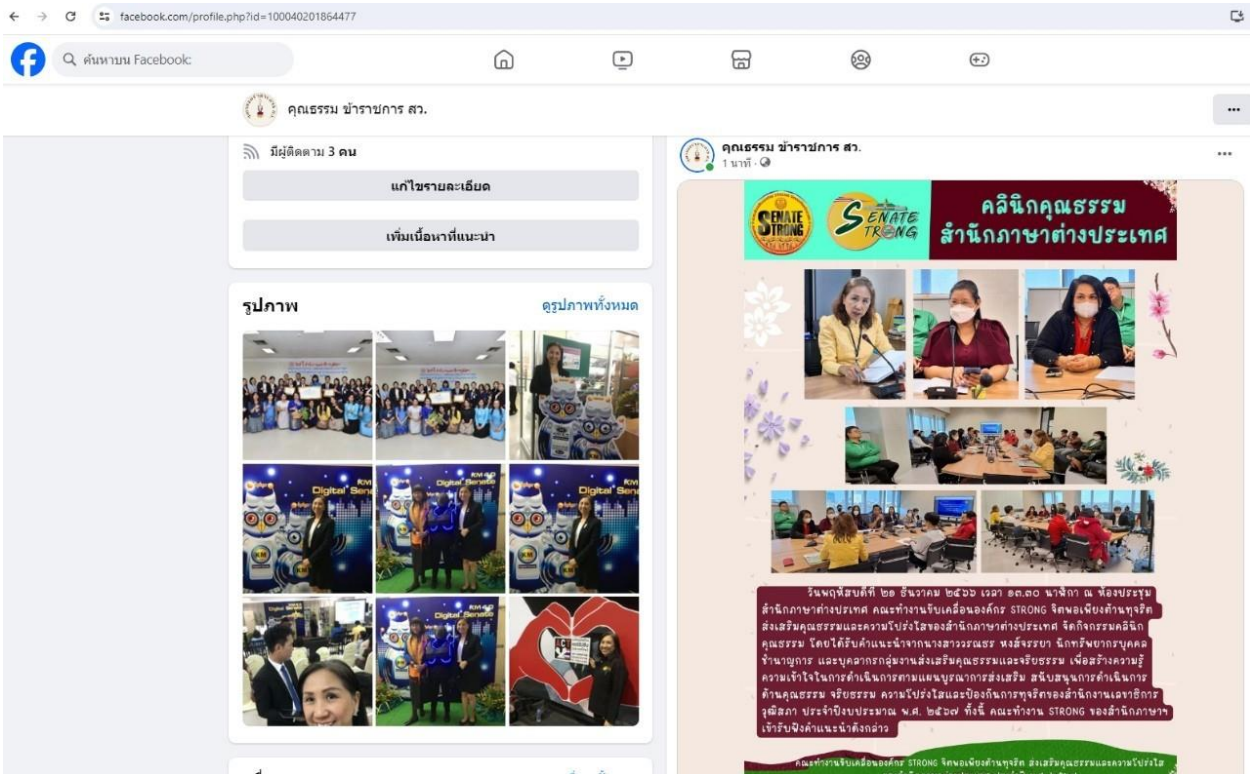 facebook.com/profile.php?id=100040201864477
ค้นหาบน Facebook
คุณธรรม ข้าราชการ สว.
มีผู้ติดตาม 3 คน
แก้ไขรายละเอียด
เพิ่มเนื้อหาที่แนะนำ
รูปภาพ
ดูรูปภาพทั้งหมด
Digital Sen
KM 4.0
Digital Senate
Digital Sen
Digital Senate
KM 4.0
Digital Senate
คุณธรรม ข้าราชการ สว.
1 นาที
SENATE
STRONG
SENATE
STRONG
คลินิกคุณธรรม
สำนักภาษาต่างประเทศ
วันพฤหัสบดีที่ ๒๑ ธันวาคม ๒๕๖๖ เวลา ๑๓.๓๐ นาฬิกา ณ ห้องประชุม
สำนักภาษาต่างประเทศ คณะทำงานขับเคลื่อนองค์กร STRONG จิตพอเพียงต้านทุจริต
ส่งเสริมคุณธรรมและความโปร่งใสของสำนักภาษาต่างประเทศ จัดกิจกรรมคลินิก
คุณธรรม โดยได้รับคำแนะนำจากนางสาววรณธร หงส์จรรยา นักทรัพยากรบุคคล
ชำนาญการ และบุคลากรกลุ่มงานส่งเสริมคุณธรรมและจริยธรรม เพื่อสร้างความรู้
ความเข้าใจในการดำเนินการตามแผนบูรณาการส่งเสริม สนับสนุนการดำเนินการ
ด้านคุณธรรม จริยธรรม ความโปร่งใสและป้องกันการทุจริตของสำนักงานเลขาธิการ
วุฒิสภา ประจำปีงบประมาณ พ.ศ. ๒๕๖๗ ทั้งนี้ คณะทำงาน STRONG ของสำนักภาษาฯ
เข้ารับฟังคำแนะนำดังกล่าว
คณะทำงานขับเคลื่อนองค์กร STRONG จิตพอเพียงต้านทุจริต ส่งเสริมคุณธรรมและความโปร่งใส